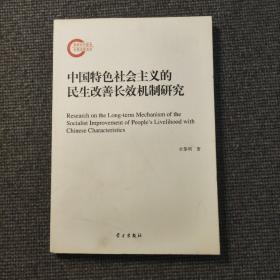 中国特色社会主义的
民生改善长效机制研究
Research on the Long-term Mechanism of the
Socialist Improvement of People's Livelihood with
Chinese Characteristics
著
学习出版社